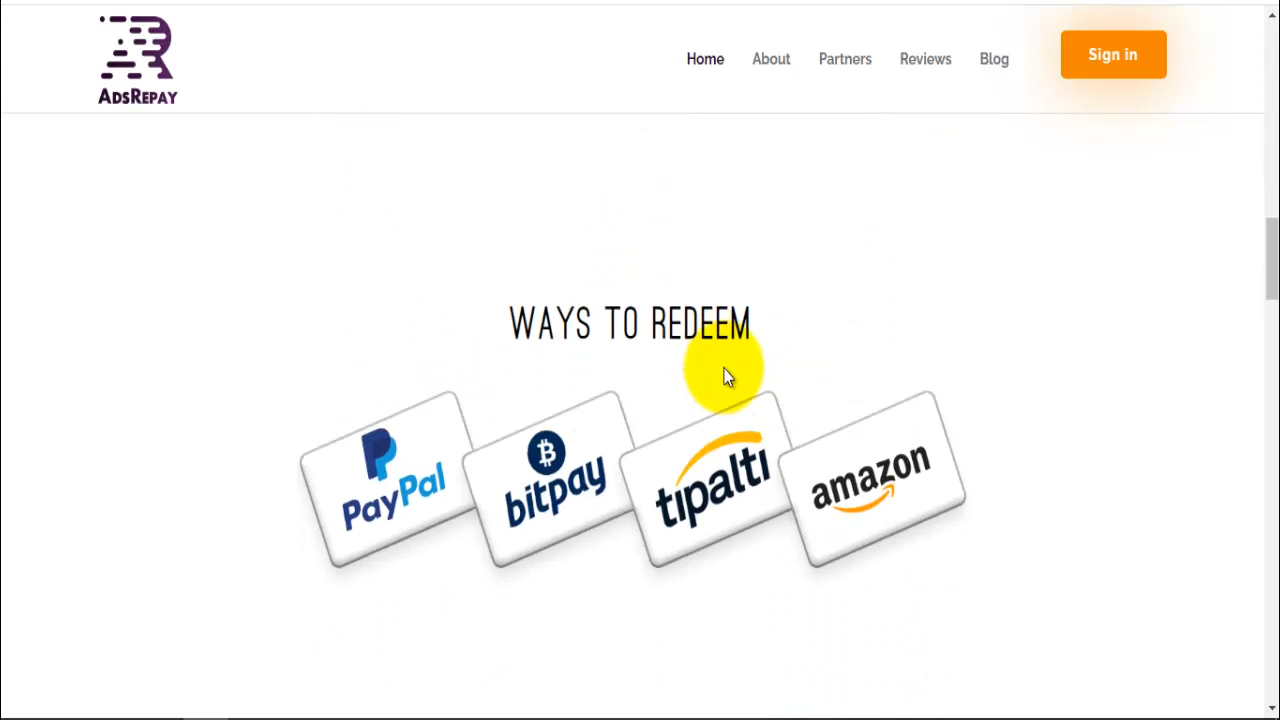 Home About Partners Reviews Blog Sign in
ADSREPAY
WAYS TO REDEEM
PayPal
bitpay
tipalti
amazon